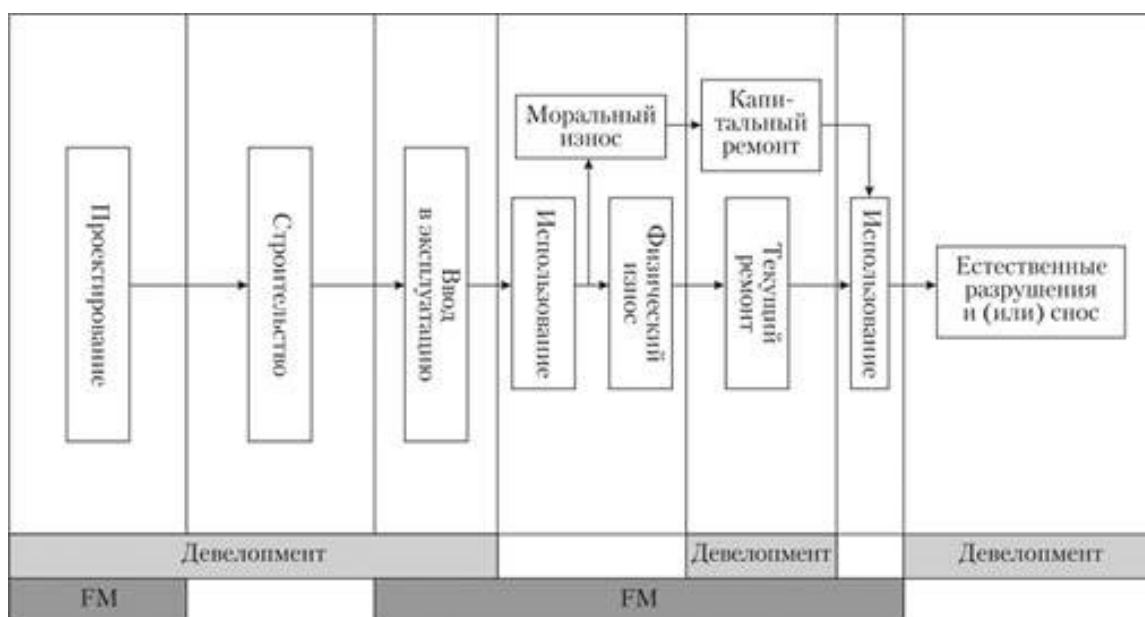 Проектирование
Строительство
Ввод
в эксплуатацию
Использование
Моральный
износ
Физический
износ
Капи-
тальный
ремонт
Текущий
ремонт
Использование
Естественные
разрушения
и (или) снос
Девелопмент
Девелопмент
Девелопмент
FM
FM